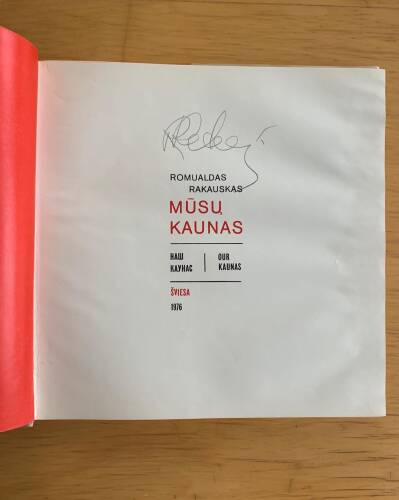 ROMUALDAS
RAKAUSKAS
MŪSŲ
KAUNAS
НАШ
КАУНАС
OUR
KAUNAS
ŠVIESA
1976